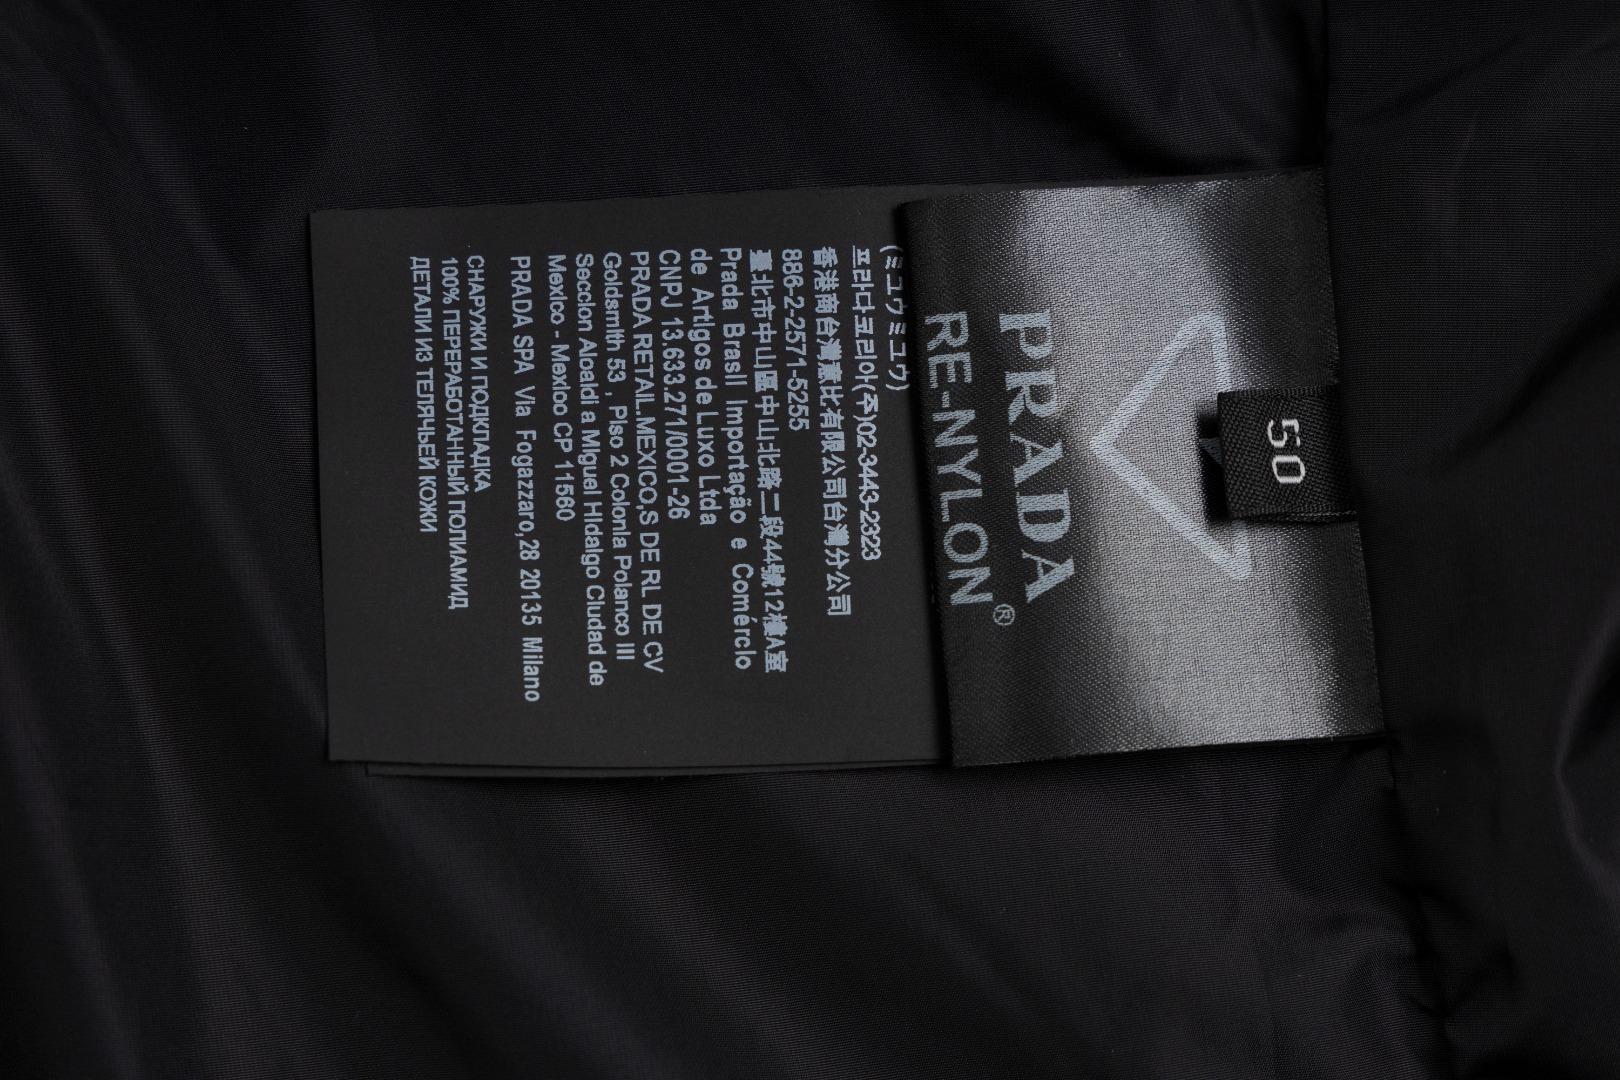 50
PRADA
RE-NYLON®
(ミュウミュウ)
프라다코리아(주)02-3443-2323
香港商台灣蕙比有限公司台灣分公司
886-2-2571-5255
臺北市中山區中山北路二段44號12樓A室
Prada Brasil Importação e Comércio
de Artigos de Luxo Ltda
CNPJ 13.633.271/0001-26
PRADA RETAIL.MEXICO,S DE RL DE CV
Goldsmith 53 , Piso 2 Colonia Polanco III
Seccion Alcaldi a Miguel Hidalgo Ciudad de
Mexico - Mexico CP 11560
PRADA SPA Via Fogazzaro,28 20135 Milano
СНАРУЖИ И ПОДКЛАДКА
100% ПЕРЕРАБОТАННЫЙ ПОЛИАМИД
ДЕТАЛИ ИЗ ТЕЛЯЧЬЕЙ КОЖИ